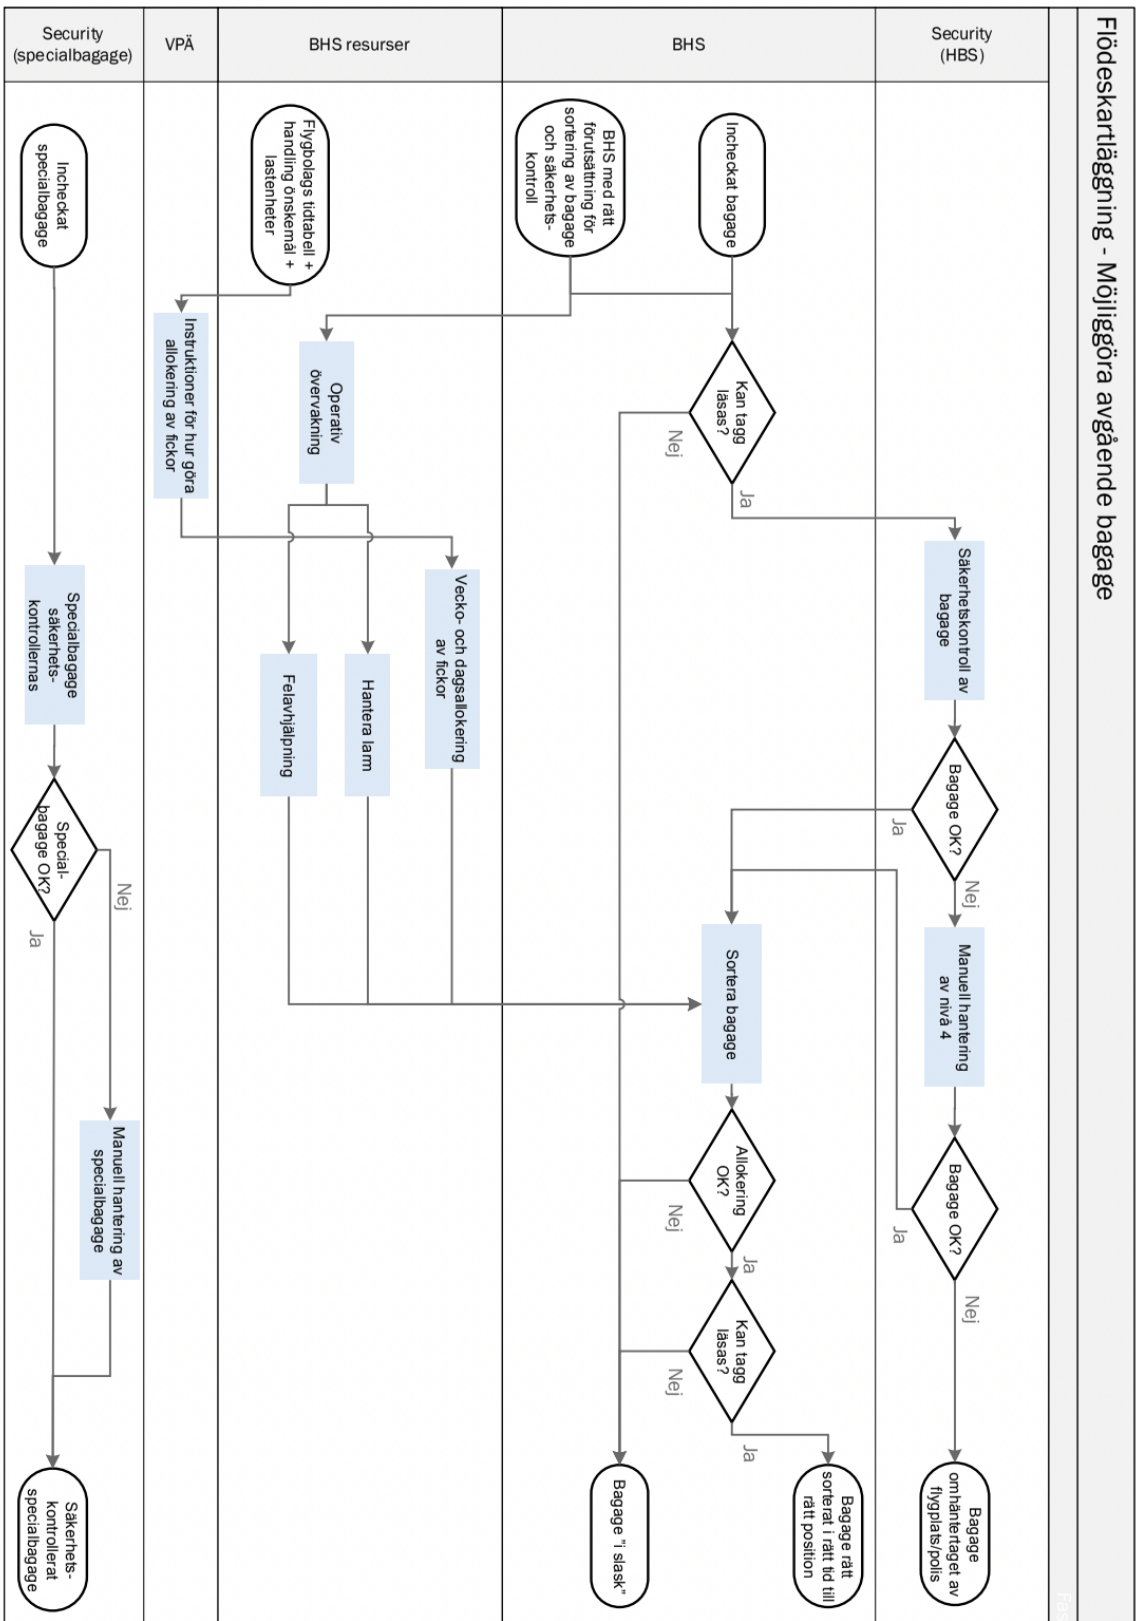 Flödeskartläggning - Möjliggöra avgående bagage
Fas
Security
(HBS)
Säkerhetskontroll av
bagage
Bagage OK?
Ja
Nej
Manuell hantering
av nivå 4
Bagage OK?
Ja
Nej
Bagage
omhäntertaget av
flygplats/polis
BHS
Incheckat bagage
BHS med rätt
förutsättning för
sortering av bagage
och säkerhets-
kontroll
Kan tagg
läsas?
Ja
Nej
Sortera bagage
Allokering
OK?
Ja
Nej
Kan tagg
läsas?
Ja
Nej
Bagage rätt
sorterat i rätt tid till
rätt position
Bagage "i slask"
BHS resurser
Flygbolags tidtabell +
handling önskemål +
lastenheter
Operativ
övervakning
Vecko- och dagsallokering
av fickor
Hantera larm
Felavhjälpning
VPÄ
Instruktioner för hur göra
allokering av fickor
Security
(specialbagage)
Incheckat
specialbagage
Specialbagage
säkerhets-
kontrollernas
Special-
bagage OK?
Nej
Ja
Manuell hantering av
specialbagage
Säkerhets-
kontrollerat
specialbagage